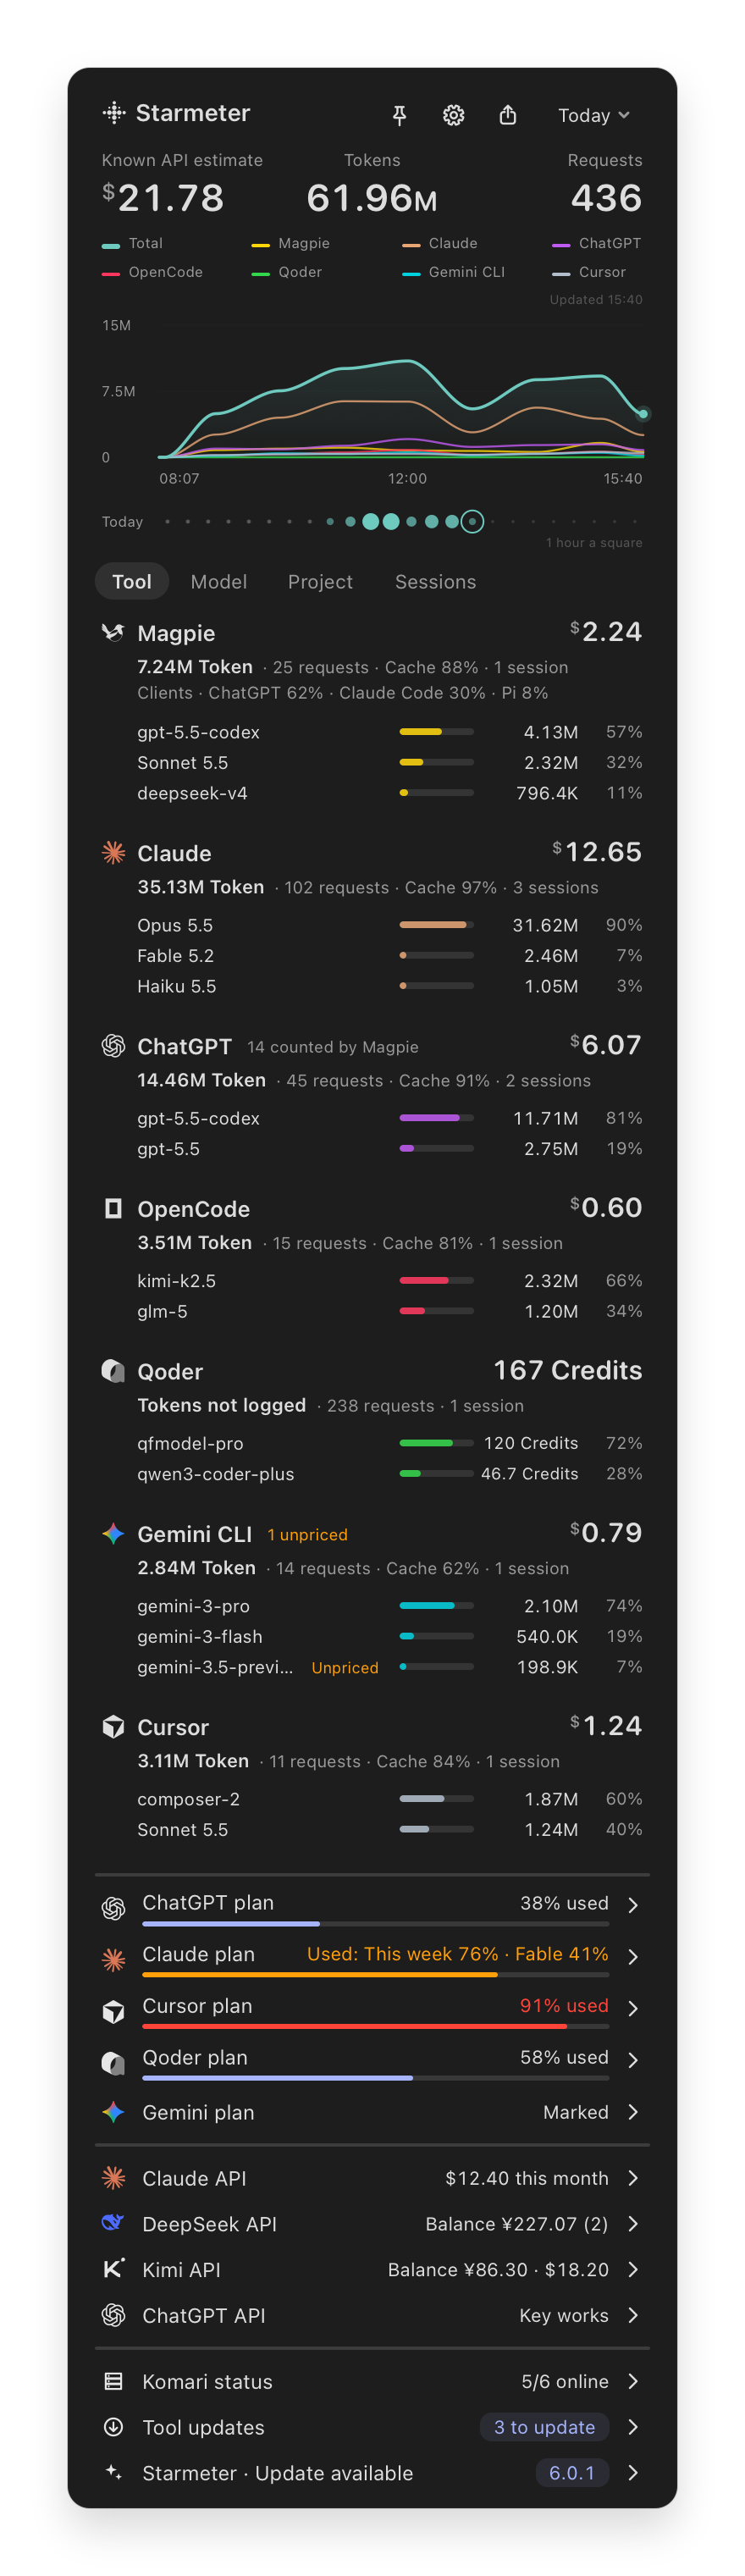 Starmeter Today
Known API estimate Tokens Requests
$21.78 61.96M 436
Total Magpie Claude ChatGPT
OpenCode Qoder Gemini CLI Cursor
Updated 15:40
15M
7.5M
0
08:07 12:00 15:40
Today
1 hour a square
Tool Model Project Sessions
Magpie $2.24
7.24M Token · 25 requests · Cache 88% · 1 session
Clients · ChatGPT 62% · Claude Code 30% · Pi 8%
gpt-5.5-codex 4.13M 57%
Sonnet 5.5 2.32M 32%
deepseek-v4 796.4K 11%
Claude $12.65
35.13M Token · 102 requests · Cache 97% · 3 sessions
Opus 5.5 31.62M 90%
Fable 5.2 2.46M 7%
Haiku 5.5 1.05M 3%
ChatGPT 14 counted by Magpie $6.07
14.46M Token · 45 requests · Cache 91% · 2 sessions
gpt-5.5-codex 11.71M 81%
gpt-5.5 2.75M 19%
OpenCode $0.60
3.51M Token · 15 requests · Cache 81% · 1 session
kimi-k2.5 2.32M 66%
glm-5 1.20M 34%
Qoder 167 Credits
Tokens not logged · 238 requests · 1 session
qfmodel-pro 120 Credits 72%
qwen3-coder-plus 46.7 Credits 28%
Gemini CLI 1 unpriced $0.79
2.84M Token · 14 requests · Cache 62% · 1 session
gemini-3-pro 2.10M 74%
gemini-3-flash 540.0K 19%
gemini-3.5-previ... Unpriced 198.9K 7%
Cursor $1.24
3.11M Token · 11 requests · Cache 84% · 1 session
composer-2 1.87M 60%
Sonnet 5.5 1.24M 40%
ChatGPT plan 38% used
Claude plan Used: This week 76% · Fable 41%
Cursor plan 91% used
Qoder plan 58% used
Gemini plan Marked
Claude API $12.40 this month
DeepSeek API Balance ¥227.07 (2)
Kimi API Balance ¥86.30 · $18.20
ChatGPT API Key works
Komari status 5/6 online
Tool updates 3 to update
Starmeter · Update available 6.0.1